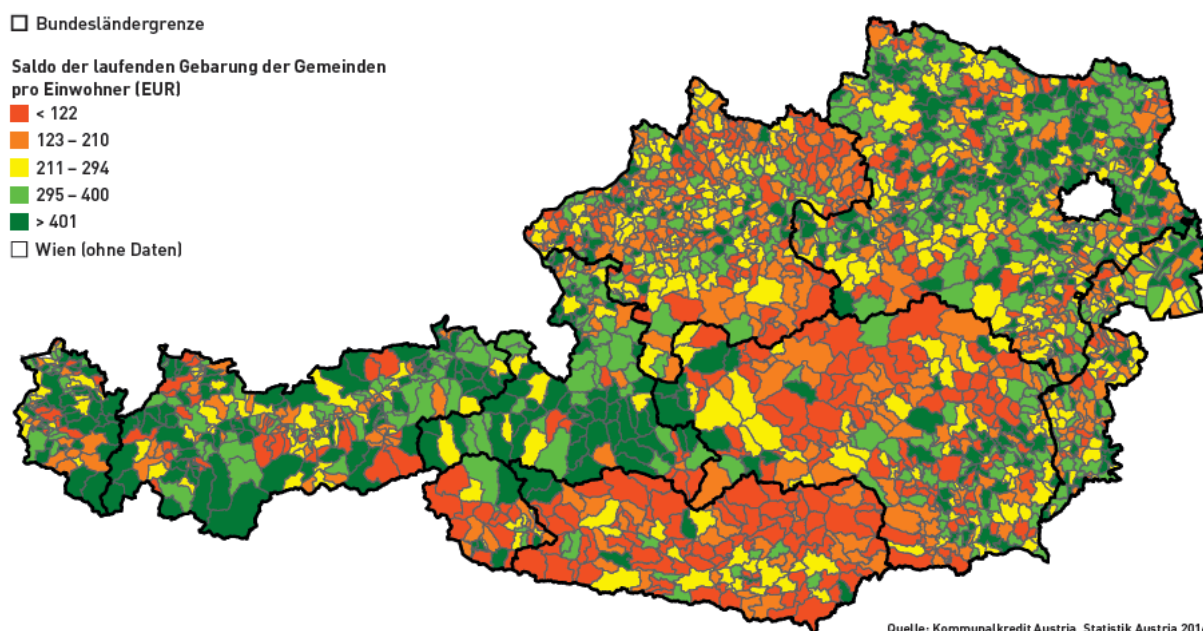 Bundesländergrenze
Saldo der laufenden Gebarung der Gemeinden
pro Einwohner (EUR)
< 122
123 – 210
211 – 294
295 – 400
> 401
Wien (ohne Daten)
Quelle: Kommunalkredit Austria, Statistik Austria